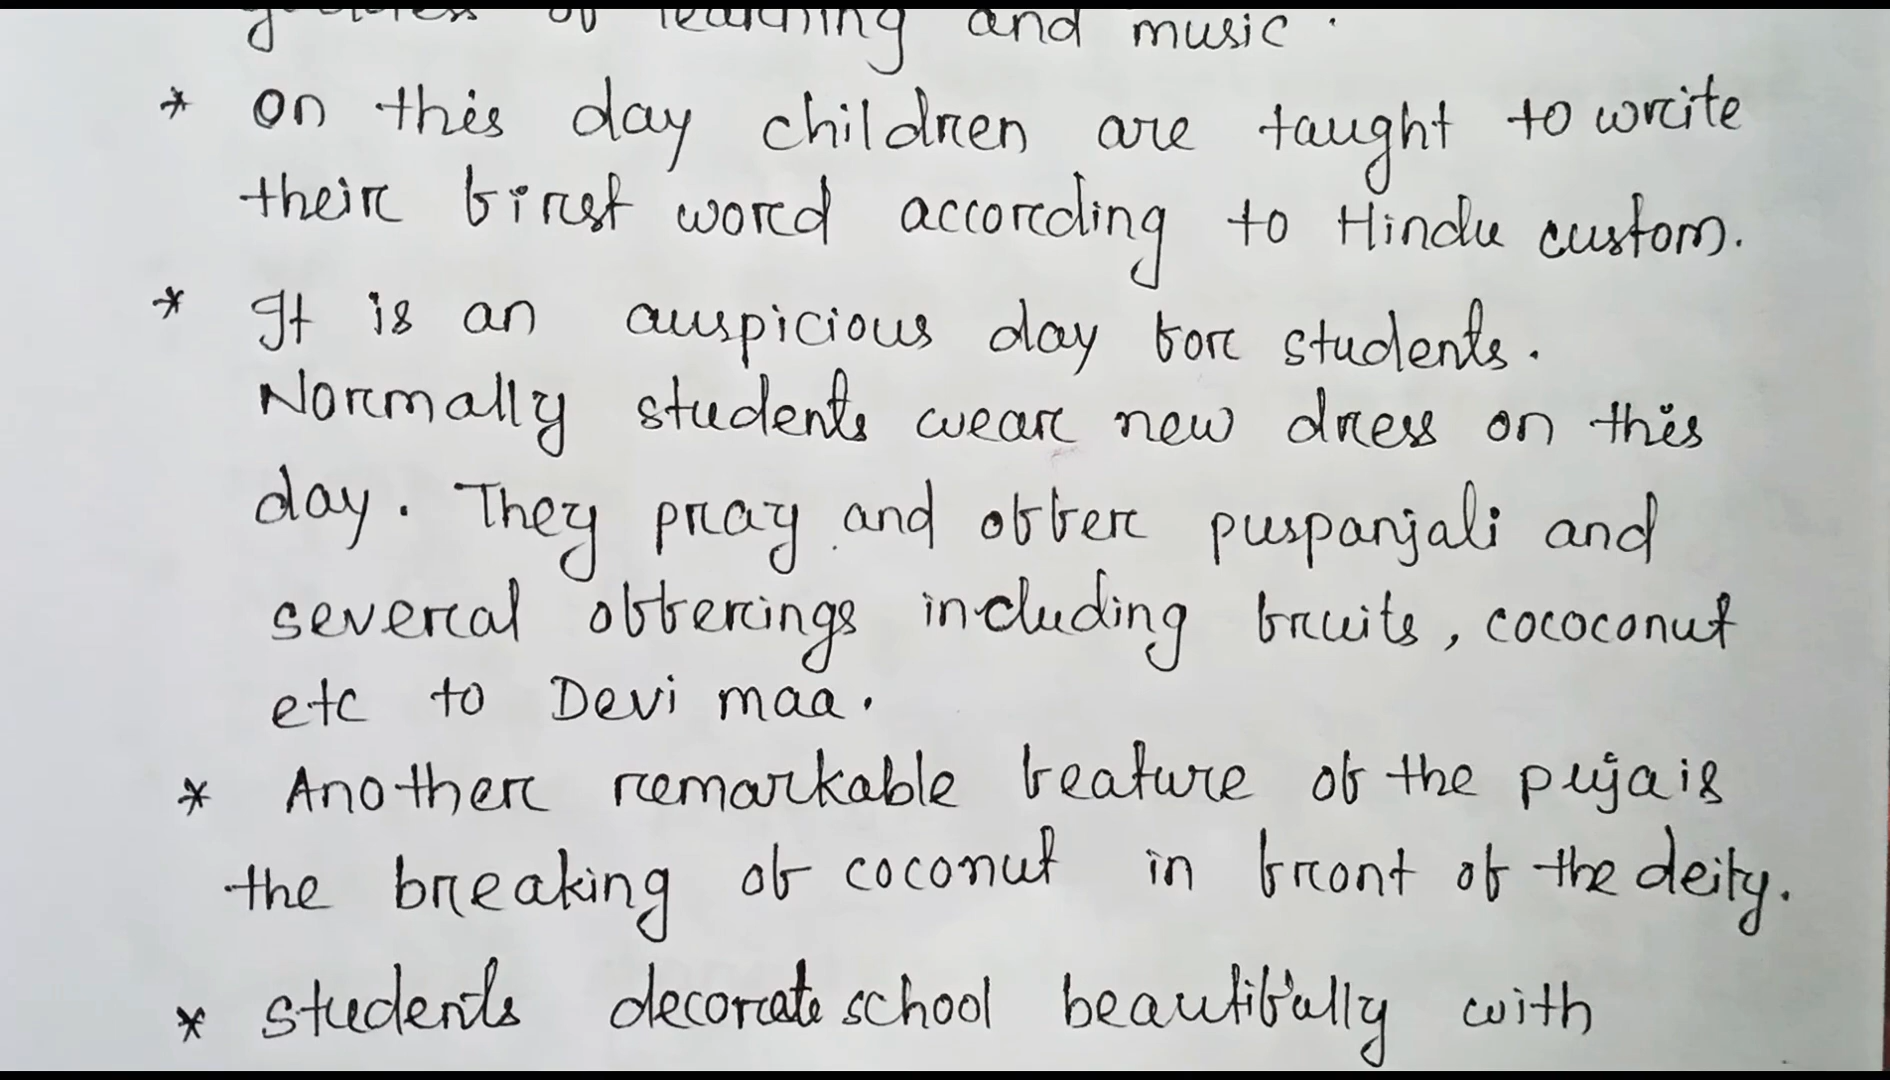 goddess of learning and music.
* On this day children are taught to write
their first word according to Hindu custom.
* It is an auspicious day for students.
Normally students wear new dress on this
day. They pray and offer puspanjali and
several offerings including fruits, cococonut
etc to Devi maa.
* Another remarkable feature of the puja is
the breaking of coconut in front of the deity.
* students decorate school beautifully with